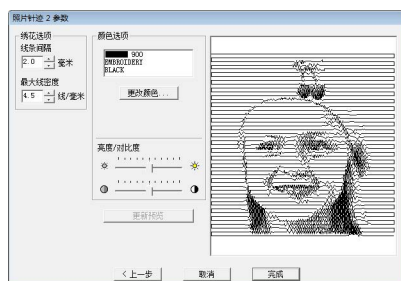 照片针迹 2 参数
绣花选项
线条间隔
2.0 毫米
最大线密度
4.5 线/毫米
颜色选项
900
EMBROIDERY
BLACK
更改颜色...
亮度/对比度
更新预览
< 上一步
取消
完成